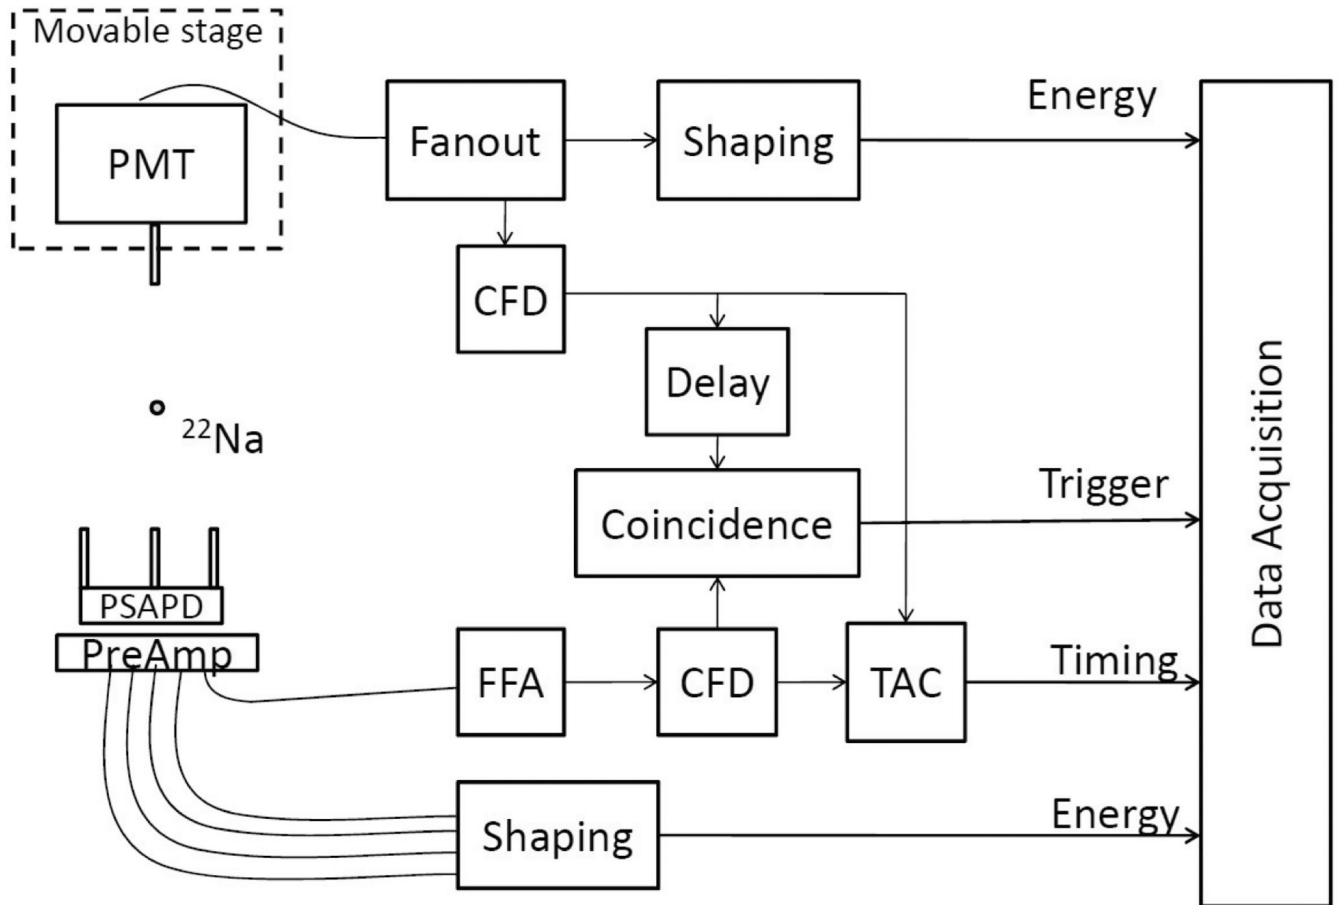 Movable stage
PMT
Fanout
Shaping
Energy
CFD
Delay
²²Na
Coincidence
Trigger
Data Acquisition
PSAPD
PreAmp
FFA
CFD
TAC
Timing
Shaping
Energy